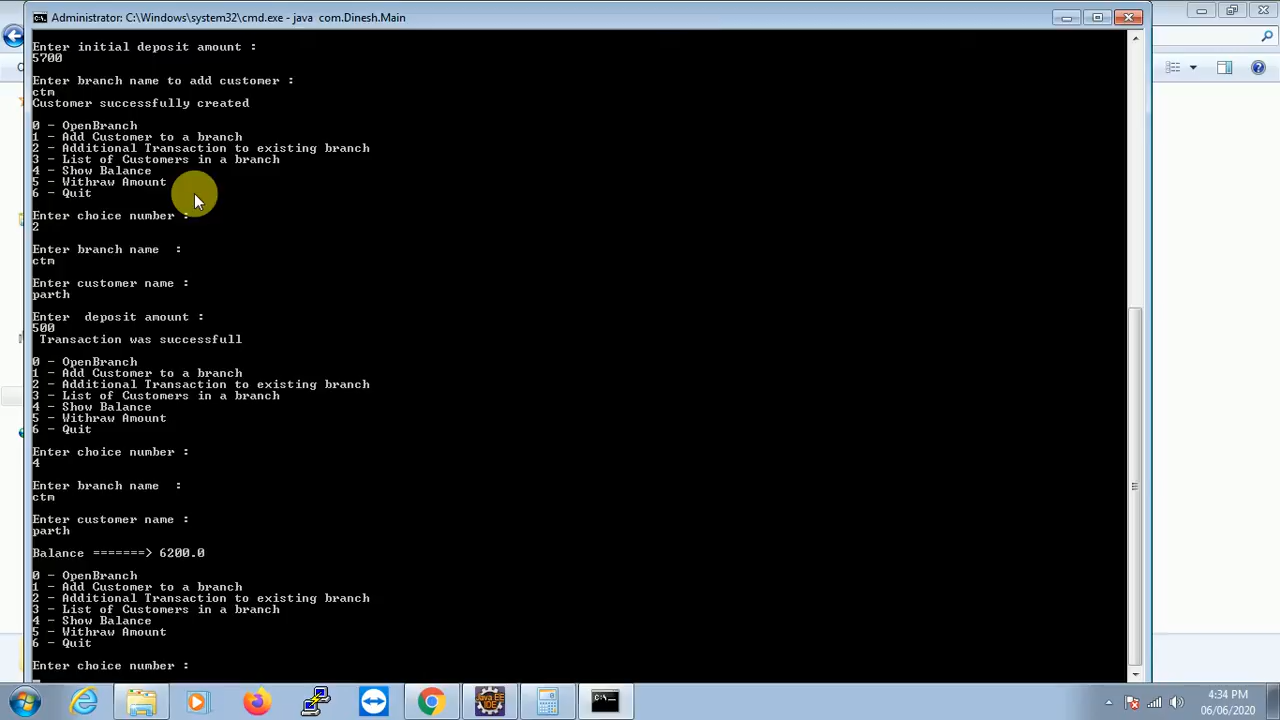 Administrator: C:\Windows\system32\cmd.exe - java com.Dinesh.Main
Enter initial deposit amount :
5700
Enter branch name to add customer :
ctm
Customer successfully created
0 - OpenBranch
1 - Add Customer to a branch
2 - Additional Transaction to existing branch
3 - List of Customers in a branch
4 - Show Balance
5 - Withraw Amount
6 - Quit
Enter choice number :
2
Enter branch name  :
ctm
Enter customer name :
parth
Enter  deposit amount :
500
Transaction was successfull
0 - OpenBranch
1 - Add Customer to a branch
2 - Additional Transaction to existing branch
3 - List of Customers in a branch
4 - Show Balance
5 - Withraw Amount
6 - Quit
Enter choice number :
4
Enter branch name  :
ctm
Enter customer name :
parth
Balance =======> 6200.0
0 - OpenBranch
1 - Add Customer to a branch
2 - Additional Transaction to existing branch
3 - List of Customers in a branch
4 - Show Balance
5 - Withraw Amount
6 - Quit
Enter choice number :
Java EE
IDE
C:\_
4:34 PM
06/06/2020